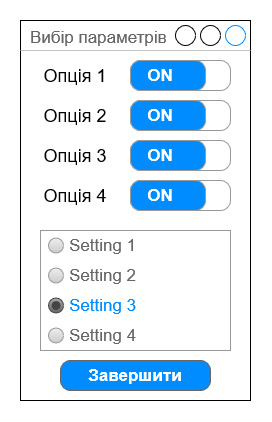 Вибір параметрів
Опція 1 ON
Опція 2 ON
Опція 3 ON
Опція 4 ON
Setting 1
Setting 2
Setting 3
Setting 4
Завершити